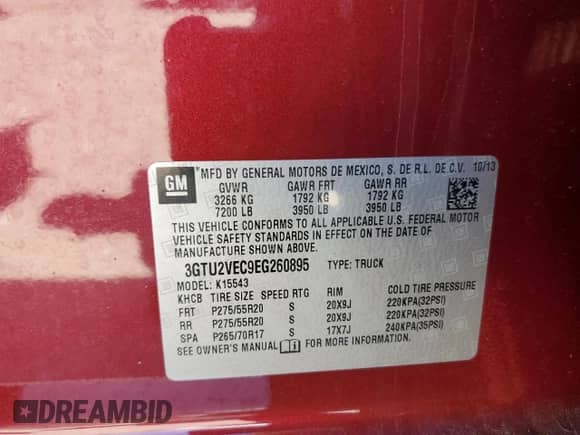 GM
*MFD BY GENERAL MOTORS DE MEXICO, S. DE R.L. DE C.V. 10/13
GVWR GAWR FRT GAWR RR
3266 KG 1792 KG 1792 KG
7200 LB 3950 LB 3950 LB
THIS VEHICLE CONFORMS TO ALL APPLICABLE U.S. FEDERAL MOTOR
VEHICLE SAFETY STANDARDS IN EFFECT ON THE DATE OF
MANUFACTURE SHOWN ABOVE.
3GTU2VEC9EG260895 TYPE: TRUCK
MODEL: K15543
KHCB TIRE SIZE SPEED RTG RIM COLD TIRE PRESSURE
FRT P275/55R20 S 20X9J 220KPA(32PSI)
RR P275/55R20 S 20X9J 220KPA(32PSI)
SPA P265/70R17 S 17X7J 240KPA(35PSI)
SEE OWNER'S MANUAL FOR MORE INFORMATION.
DREAMBID